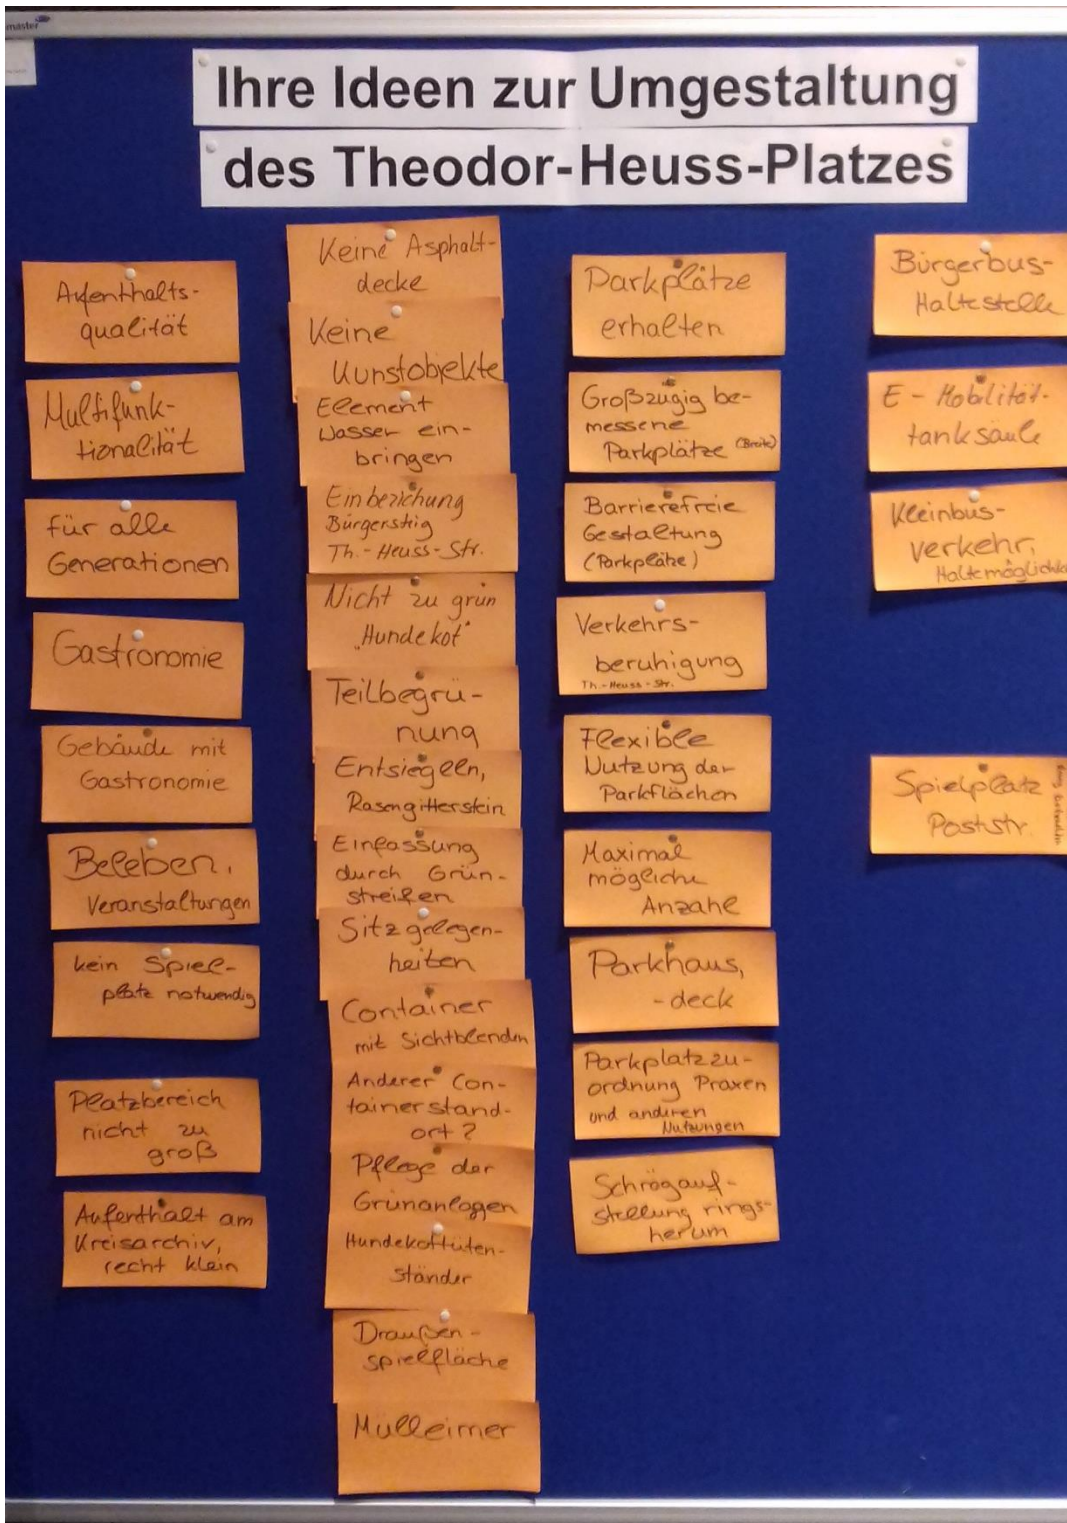 master
Ihre Ideen zur Umgestaltung
des Theodor-Heuss-Platzes
Aufenthalts-
qualität
Multifunk-
tionalität
für alle
Generationen
Gastronomie
Gebäude mit
Gastronomie
Beleben,
Veranstaltungen
kein Spiel-
platz notwendig
Platzbereich
nicht zu
groß
Aufenthalt am
Kreisarchiv,
recht klein
Keine Asphalt-
decke
Keine
Kunstobjekte
Element
Wasser ein-
bringen
Einbeziehung
Bürgersteig
Th.-Heuss-Str.
Nicht zu grün
"Hundekot"
Teilbegrü-
nung
Entsiegeln,
Rasengitterstein
Einfassung
durch Grün-
streifen
Sitzgelegen-
heiten
Container
mit Sichtblenden
Anderer Con-
tainerstand-
ort?
Pflege der
Grünanlagen
Hundekottüten-
ständer
Draußen-
spielfläche
Mülleimer
Parkplätze
erhalten
Großzügig be-
messene
Parkplätze (Breite)
Barrierefreie
Gestaltung
(Parkplätze)
Verkehrs-
beruhigung
Th.-Heuss-Str.
Flexible
Nutzung der
Parkflächen
Maximal
mögliche
Anzahl
Parkhaus,
-deck
Parkplatzzu-
ordnung Praxen
und anderen
Nutzungen
Schrägauf-
stellung rings-
herum
Bürgerbus-
Haltestelle
E-Mobilität-
tanksäule
Kleinbus-
verkehr,
Haltemöglichke
Spielplatz
Poststr.